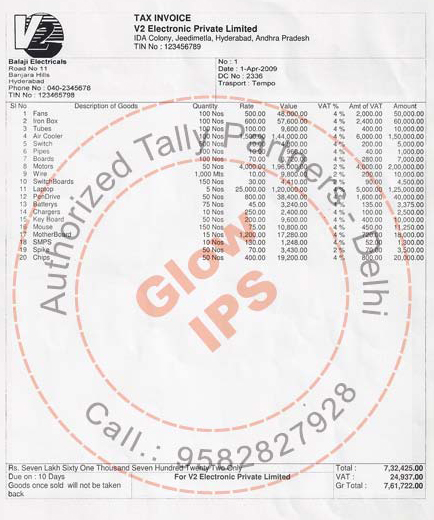 V2
TAX INVOICE
V2 Electronic Private Limited
IDA Colony, Jeedimetla, Hyderabad, Andhra Pradesh
TIN No : 123456789
Balaji Electricals
Road No 11
Banjara Hills
Hyderabad
Phone No : 040-2345678
TIN No : 123465798
No : 1
Date : 1-Apr-2009
DC No : 2336
Trasport : Tempo
Sl No Description of Goods Quantity Rate Value VAT % Amt of VAT Amount
1 Fans 100 Nos 500.00 48,000.00 4 % 2,000.00 50,000.00
2 Iron Box 100 Nos 600.00 57,600.00 4 % 2,400.00 60,000.00
3 Tubes 100 Nos 100.00 9,600.00 4 % 400.00 10,000.00
4 Air Cooler 100 Nos 1,500.00 1,44,000.00 4 % 6,000.00 1,50,000.00
5 Switch 4 % 200.00 5,000.00
6 Pipes 4 % 40.00 1,000.00
7 Boards 100 Nos 70.00 4 % 280.00 7,000.00
8 Motors 50 Nos 4,000.00 1,96,000.00 2 % 4,000.00 2,00,000.00
9 Wire 1,000 Mts 10.00 9,800.00 2 % 200.00 10,000.00
10 SwitchBoards 150 Nos 30.00 4,410.00 2 % 90.00 4,500.00
11 Laptop 5 Nos 25,000.00 1,20,000.00 4 % 5,000.00 1,25,000.00
12 PenDrive 50 Nos 800.00 38,400.00 4 % 1,600.00 40,000.00
13 Batterys 75 Nos 45.00 3,240.00 4 % 135.00 3,375.00
14 Chargers 10 Nos 2,400.00 4 % 100.00 2,500.00
15 Key Board 50 Nos 200.00 9,600.00 4 % 400.00 10,000.00
16 Mouse 150 Nos 75.00 10,800.00 4 % 450.00 11,250.00
17 MotherBoard 15 Nos 1,200.00 17,280.00 4 % 720.00 18,000.00
18 SMPS 10 Nos 130.00 1,248.00 4 % 52.00 1,300.00
19 Spike 50 Nos 70.00 3,430.00 2 % 70.00 3,500.00
20 Chips 50 Nos 400.00 19,200.00 4 % 800.00 20,000.00
Authorized Tally Partners - Delhi
Glow
IPS
Call.: 9582827928
Rs. Seven Lakh Sixty One Thousand Seven Hundred Twenty Two Only
Due on : 10 Days
Goods once sold will not be taken
back
For V2 Electronic Private Limited
Total : 7,32,425.00
VAT : 24,937.00
Gr Total : 7,61,722.00